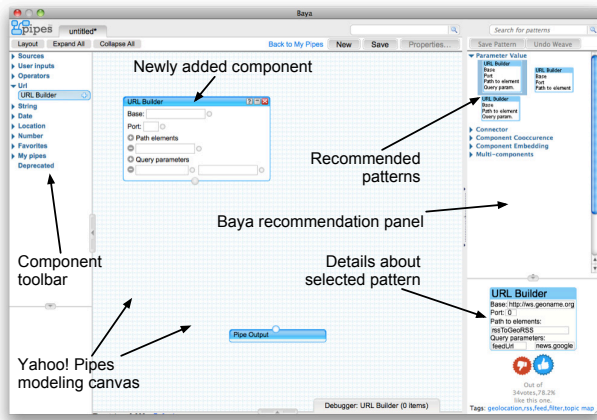 Baya
pipes
untitled*
Search for patterns
Layout
Expand All
Collapse All
Back to My Pipes
New
Save
Properties...
Save Pattern
Undo Weave
Sources
User inputs
Operators
Url
URL Builder
String
Date
Location
Number
Favorites
My pipes
Deprecated
Newly added component
URL Builder
Base:
Port:
Path elements
Query parameters
Pipe Output
Debugger: URL Builder (0 items)
Component
toolbar
Yahoo! Pipes
modeling canvas
Recommended
patterns
Baya recommendation panel
Details about
selected pattern
Parameter Value
URL Builder
Base
Port
Path to element
Query param.
URL Builder
Base
Port
Path to element
Query param.
URL Builder
Base
Port
Path to element
Query param.
Connector
Component Cooccurence
Component Embedding
Multi-components
URL Builder
Base: http://ws.geoname.org
Port: 0
Path to elements:
rssToGeoRSS
Query parameters:
feedUrl
news.google
Out of
34votes,78.2%
like this one.
Tags: geolocation,rss,feed,filter,topic map